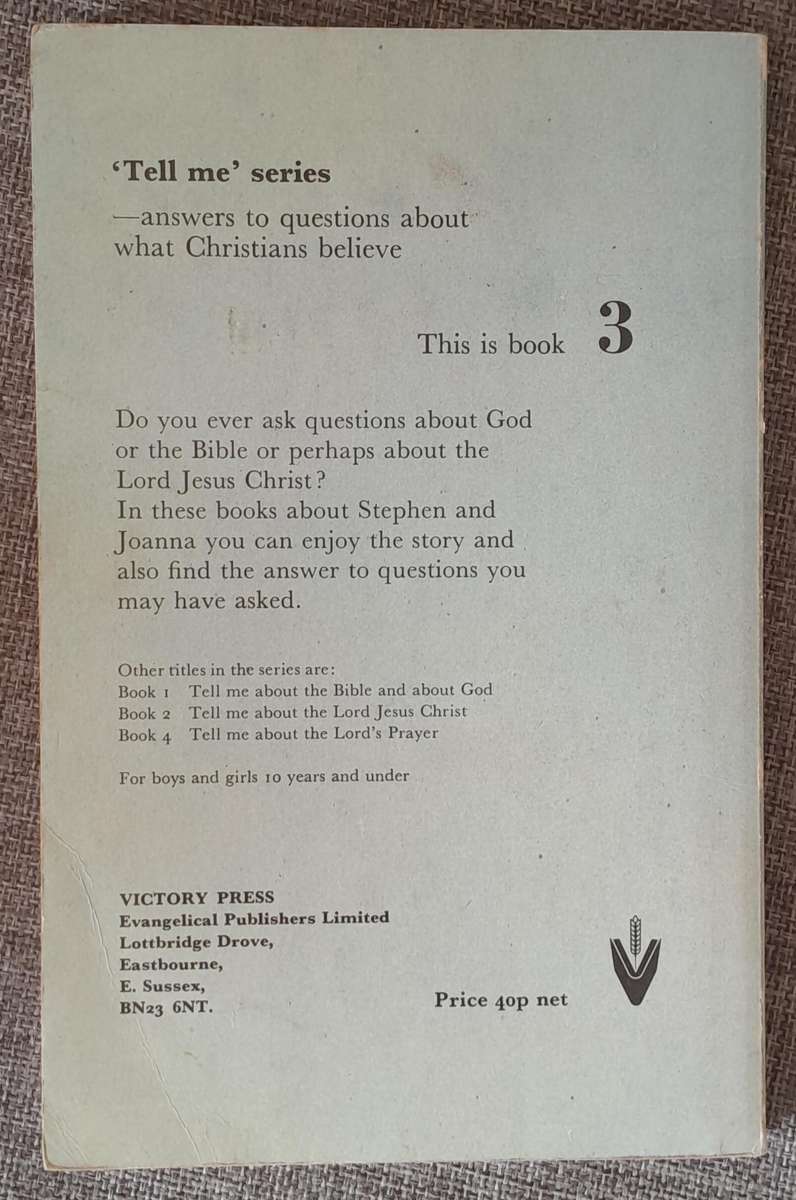 ‘Tell me’ series
—answers to questions about
what Christians believe
This is book 3
Do you ever ask questions about God
or the Bible or perhaps about the
Lord Jesus Christ?
In these books about Stephen and
Joanna you can enjoy the story and
also find the answer to questions you
may have asked.
Other titles in the series are:
Book 1 Tell me about the Bible and about God
Book 2 Tell me about the Lord Jesus Christ
Book 4 Tell me about the Lord’s Prayer
For boys and girls 10 years and under
VICTORY PRESS
Evangelical Publishers Limited
Lottbridge Drove,
Eastbourne,
E. Sussex,
BN23 6NT.
Price 40p net